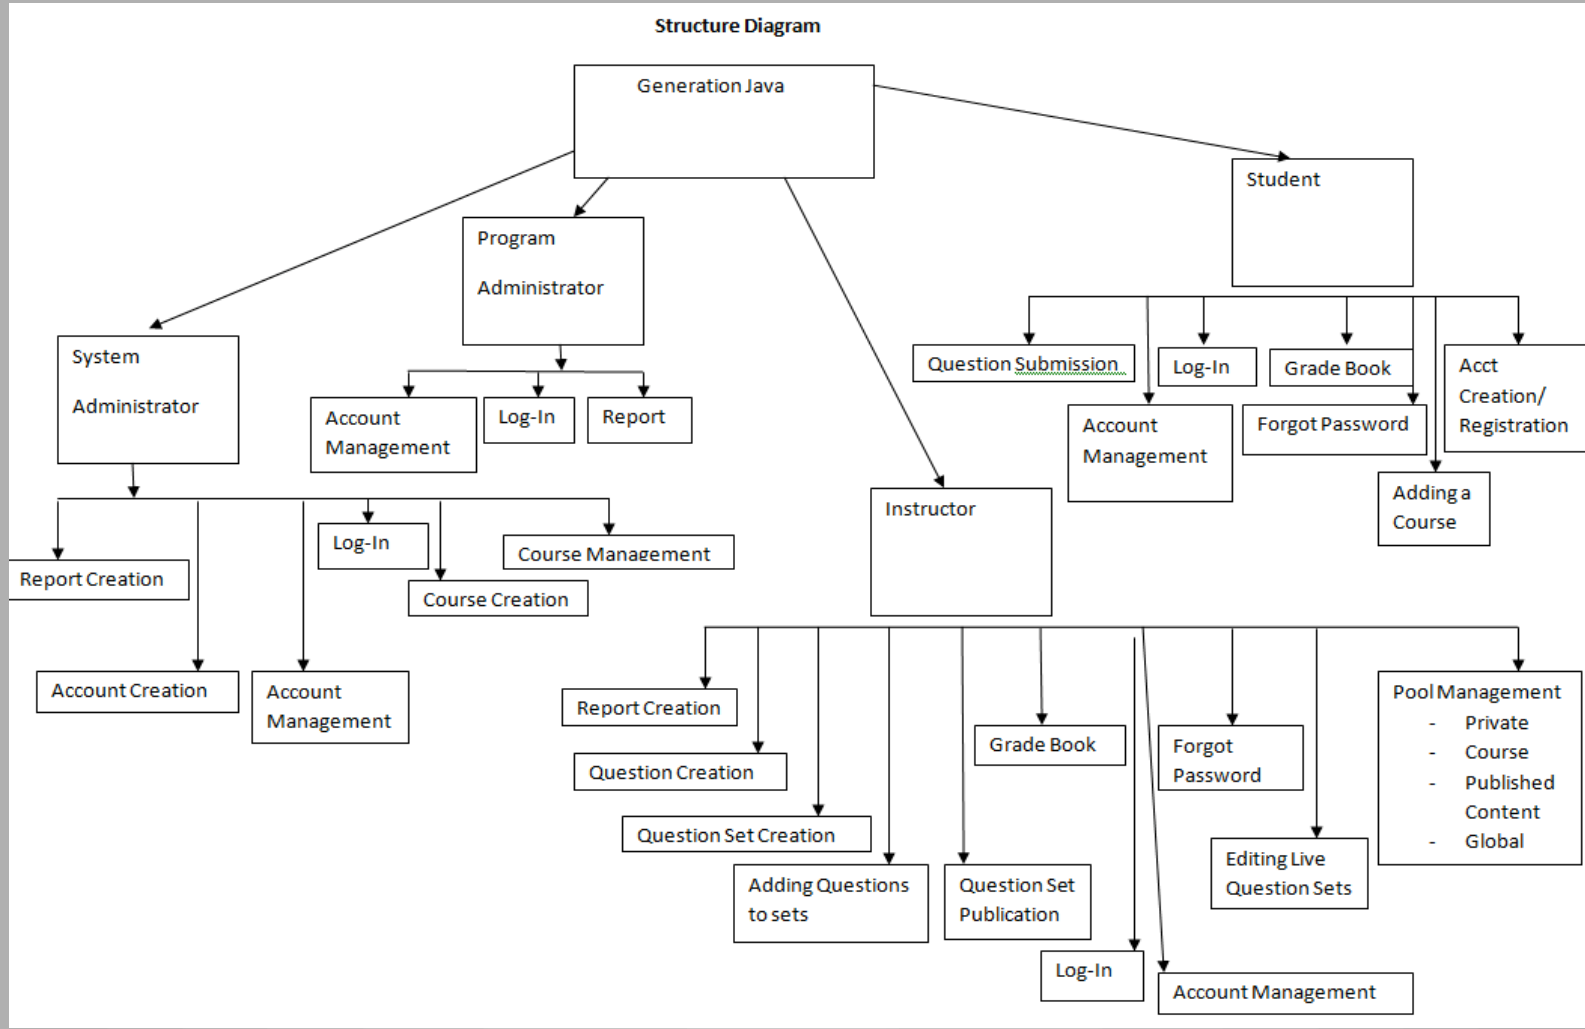 Structure Diagram
Generation Java
Student
Program
Administrator
System
Administrator
Question Submission
Log-In
Grade Book
Acct
Creation/
Registration
Account
Management
Forgot Password
Adding a
Course
Account
Management
Log-In
Report
Instructor
Log-In
Course Management
Report Creation
Course Creation
Account Creation
Account
Management
Report Creation
Question Creation
Question Set Creation
Adding Questions
to sets
Question Set
Publication
Grade Book
Log-In
Account Management
Forgot
Password
Editing Live
Question Sets
Pool Management
- Private
- Course
- Published
Content
- Global